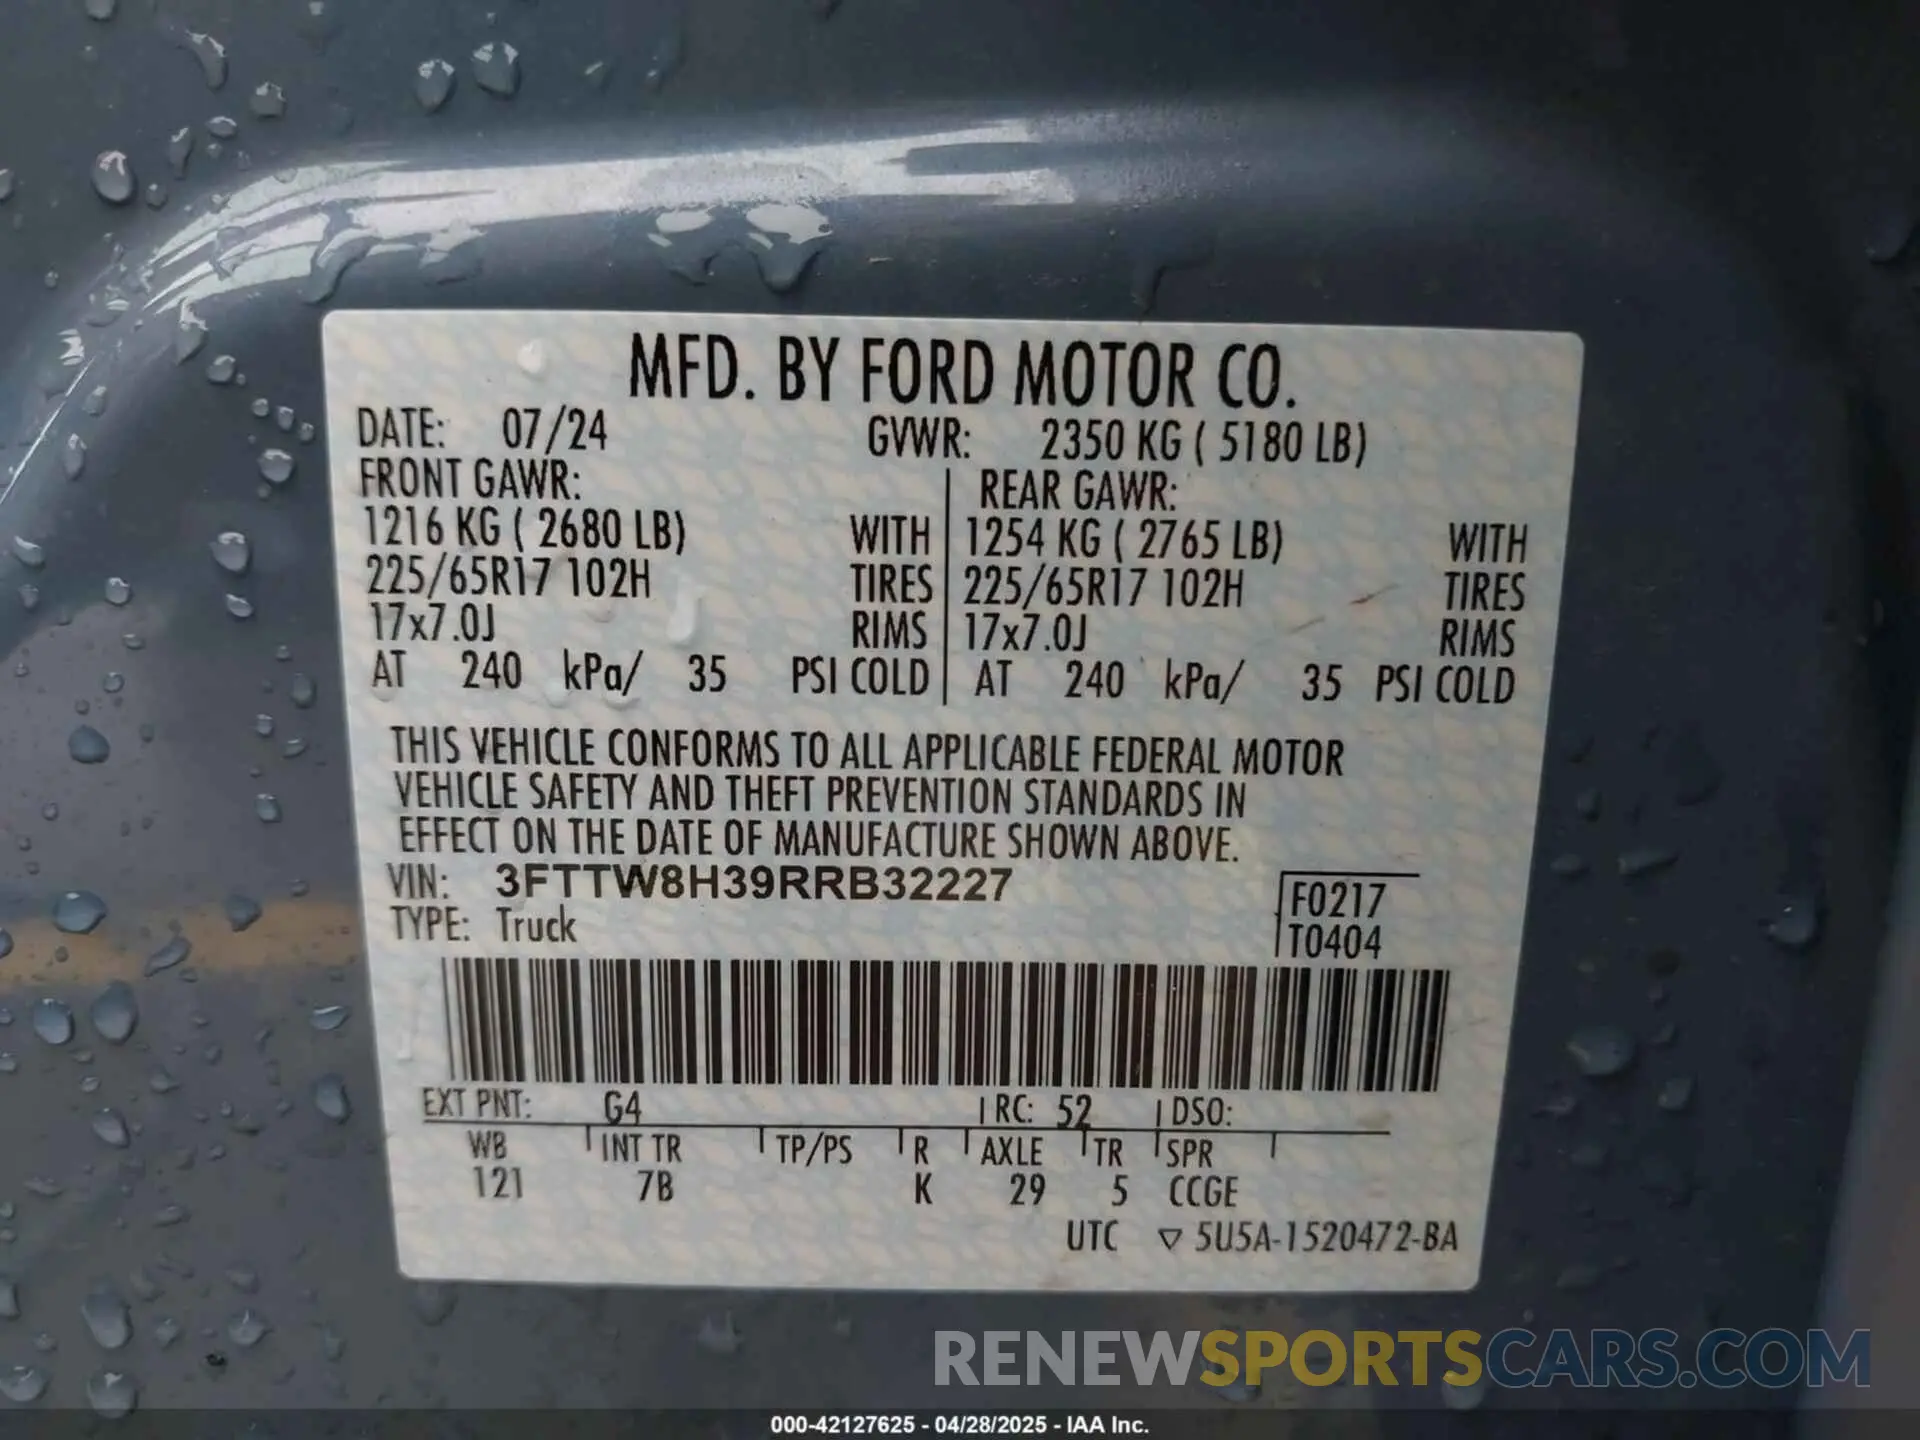 MFD. BY FORD MOTOR CO.
DATE: 07/24 GVWR: 2350 KG ( 5180 LB)
FRONT GAWR: REAR GAWR:
1216 KG ( 2680 LB) WITH 1254 KG ( 2765 LB) WITH
225/65R17 102H TIRES 225/65R17 102H TIRES
17x7.0J RIMS 17x7.0J RIMS
AT 240 kPa/ 35 PSI COLD AT 240 kPa/ 35 PSI COLD
THIS VEHICLE CONFORMS TO ALL APPLICABLE FEDERAL MOTOR
VEHICLE SAFETY AND THEFT PREVENTION STANDARDS IN
EFFECT ON THE DATE OF MANUFACTURE SHOWN ABOVE.
VIN: 3FTTW8H39RRB32227 F0217
TYPE: Truck T0404
EXT PNT: G4 RC: 52 DSO:
WB INT TR TP/PS R AXLE TR SPR
121 7B K 29 5 CCGE
UTC ▽ 5U5A-1520472-BA
RENEWSPORTSCARS.COM
000-42127625 - 04/28/2025 - IAA Inc.